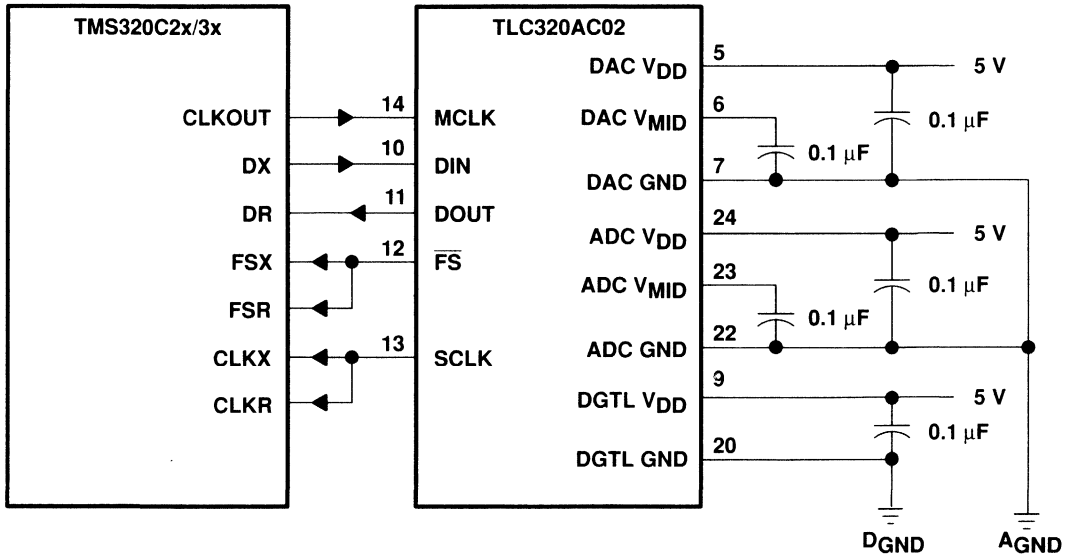 TMS320C2x/3x
TLC320AC02
CLKOUT
14
MCLK
DX
10
DIN
DR
11
DOUT
FSX
12
FS
FSR
CLKX
13
SCLK
CLKR
DAC VDD
5
5 V
DAC VMID
6
0.1 μF
0.1 μF
DAC GND
7
ADC VDD
24
5 V
ADC VMID
23
0.1 μF
0.1 μF
ADC GND
22
DGTL VDD
9
5 V
0.1 μF
DGTL GND
20
DGND
AGND